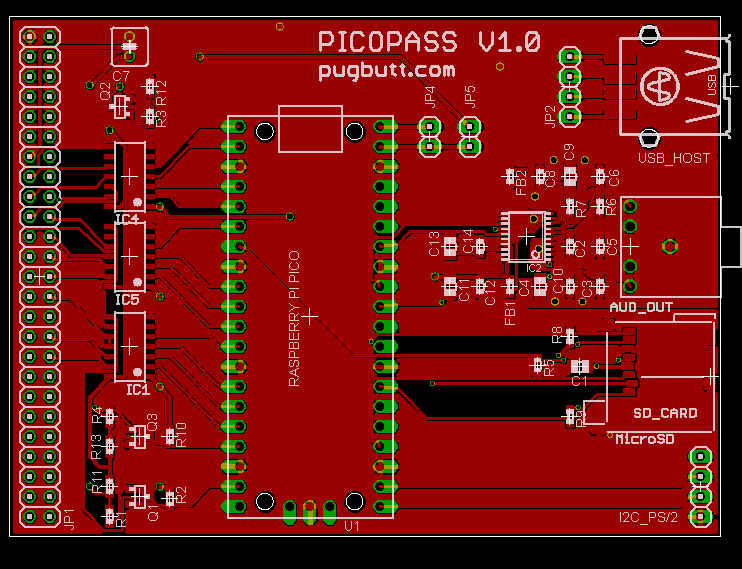 PICOPASS V1.0
pugbutt.com
C7
Q2
R12
R3
JP4
JP5
JP2
USB
USB_HOST
C9
FB2
C8
C6
R7
R6
IC4
C13
C14
IC2
C2
C5
IC5
C11
C12
FB1
C4
C10
C3
AUD_OUT
RASPBERRY PI PICO
R8
R5
C1
IC1
R4
Q3
R10
R13
SD_CARD
MicroSD
R11
R2
Q1
R1
JP1
U1
I2C_PS/2